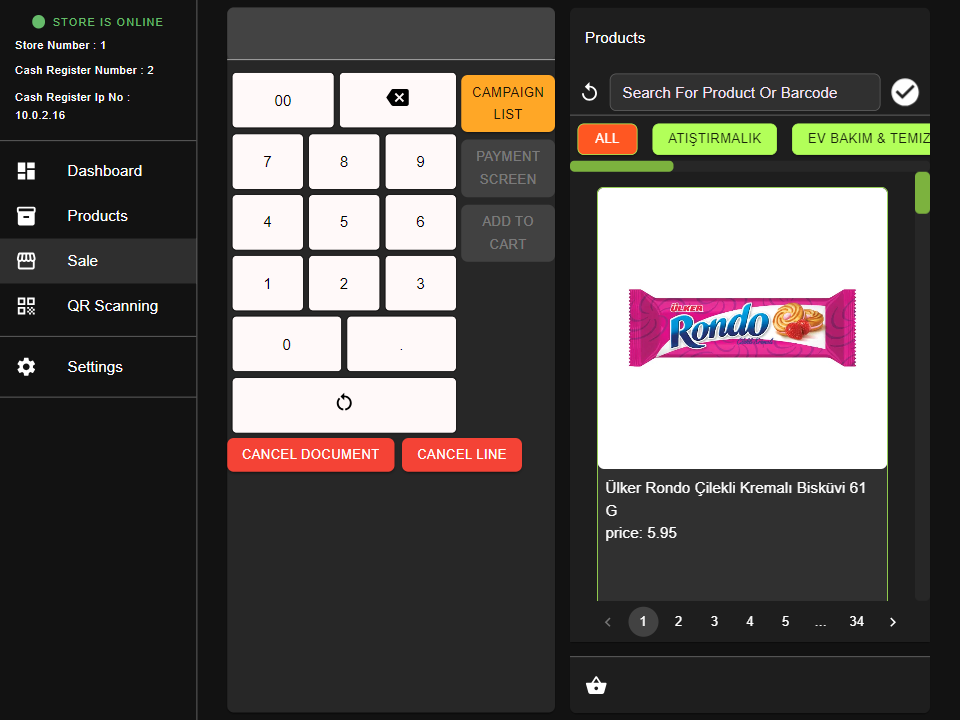 STORE IS ONLINE
Store Number : 1
Cash Register Number : 2
Cash Register Ip No :
10.0.2.16
Dashboard
Products
Sale
QR Scanning
Settings
00
CAMPAIGN
LIST
7 8 9
PAYMENT
SCREEN
4 5 6
ADD TO
CART
1 2 3
0 .
CANCEL DOCUMENT CANCEL LINE
Products
Search For Product Or Barcode
ALL ATIŞTIRMALIK EV BAKIM & TEMIZ
ÜLKER
Rondo
Ülker Rondo Çilekli Kremalı Bisküvi 61
G
price: 5.95
‹ 1 2 3 4 5 ... 34 ›